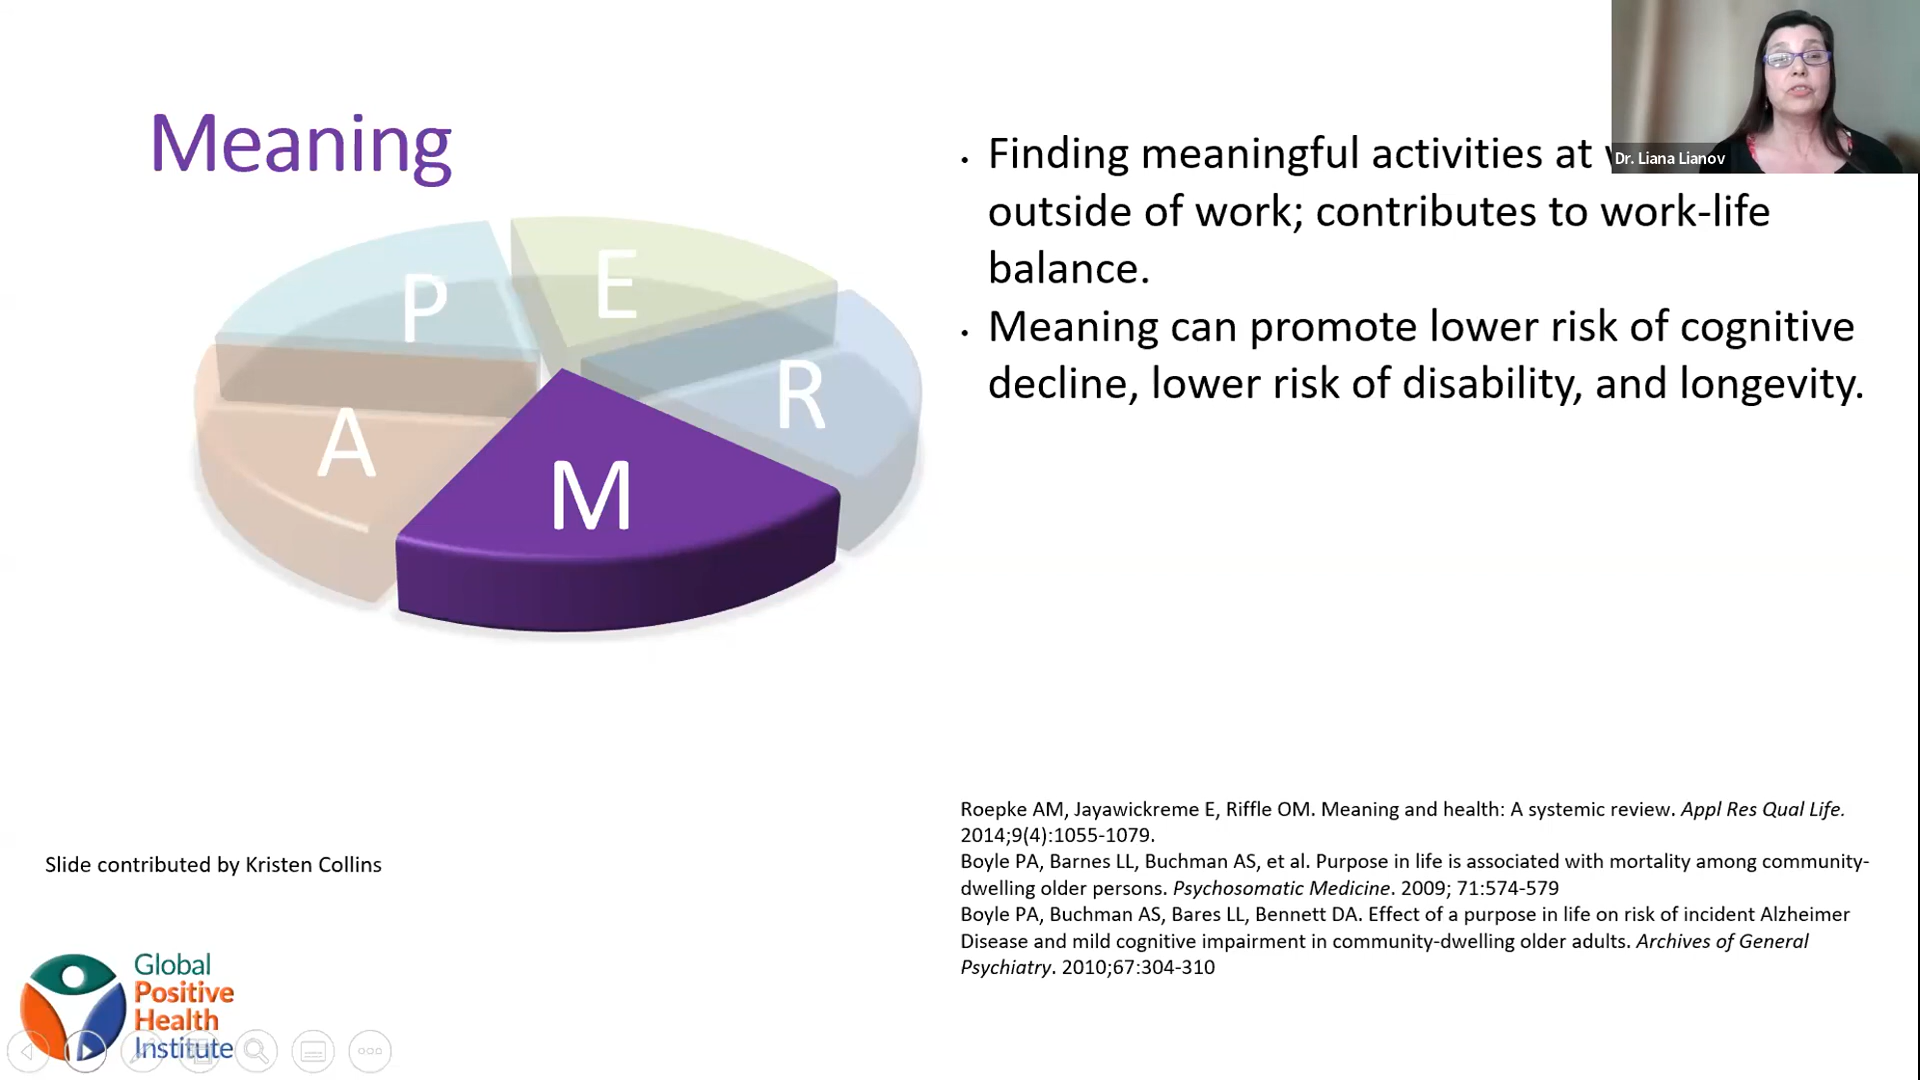 Meaning
P
E
R
A
M
• Finding meaningful activities at
outside of work; contributes to work-life
balance.
• Meaning can promote lower risk of cognitive
decline, lower risk of disability, and longevity.
Dr. Liana Lianov
Roepke AM, Jayawickreme E, Riffle OM. Meaning and health: A systemic review. Appl Res Qual Life.
2014;9(4):1055-1079.
Boyle PA, Barnes LL, Buchman AS, et al. Purpose in life is associated with mortality among community-
dwelling older persons. Psychosomatic Medicine. 2009; 71:574-579
Boyle PA, Buchman AS, Bares LL, Bennett DA. Effect of a purpose in life on risk of incident Alzheimer
Disease and mild cognitive impairment in community-dwelling older adults. Archives of General
Psychiatry. 2010;67:304-310
Slide contributed by Kristen Collins
Global
Positive
Health
Institute